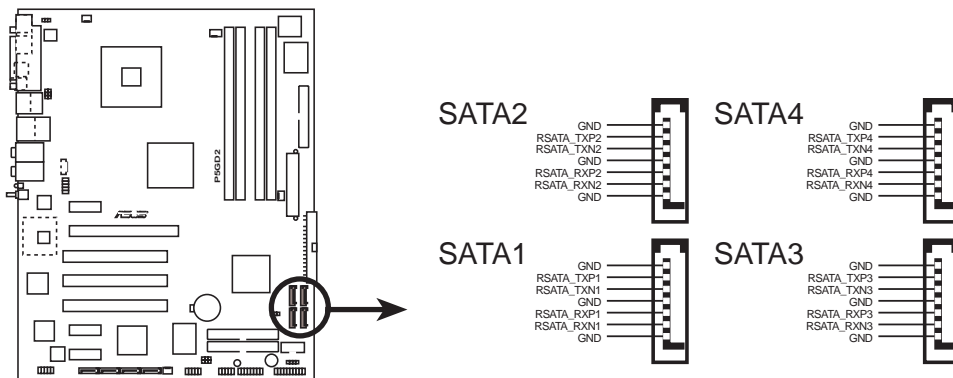 P5GD2
ASUS
SATA2
GND
RSATA_TXP2
RSATA_TXN2
GND
RSATA_RXP2
RSATA_RXN2
GND
SATA4
GND
RSATA_TXP4
RSATA_TXN4
GND
RSATA_RXP4
RSATA_RXN4
GND
SATA1
GND
RSATA_TXP1
RSATA_TXN1
GND
RSATA_RXP1
RSATA_RXN1
GND
SATA3
GND
RSATA_TXP3
RSATA_TXN3
GND
RSATA_RXP3
RSATA_RXN3
GND